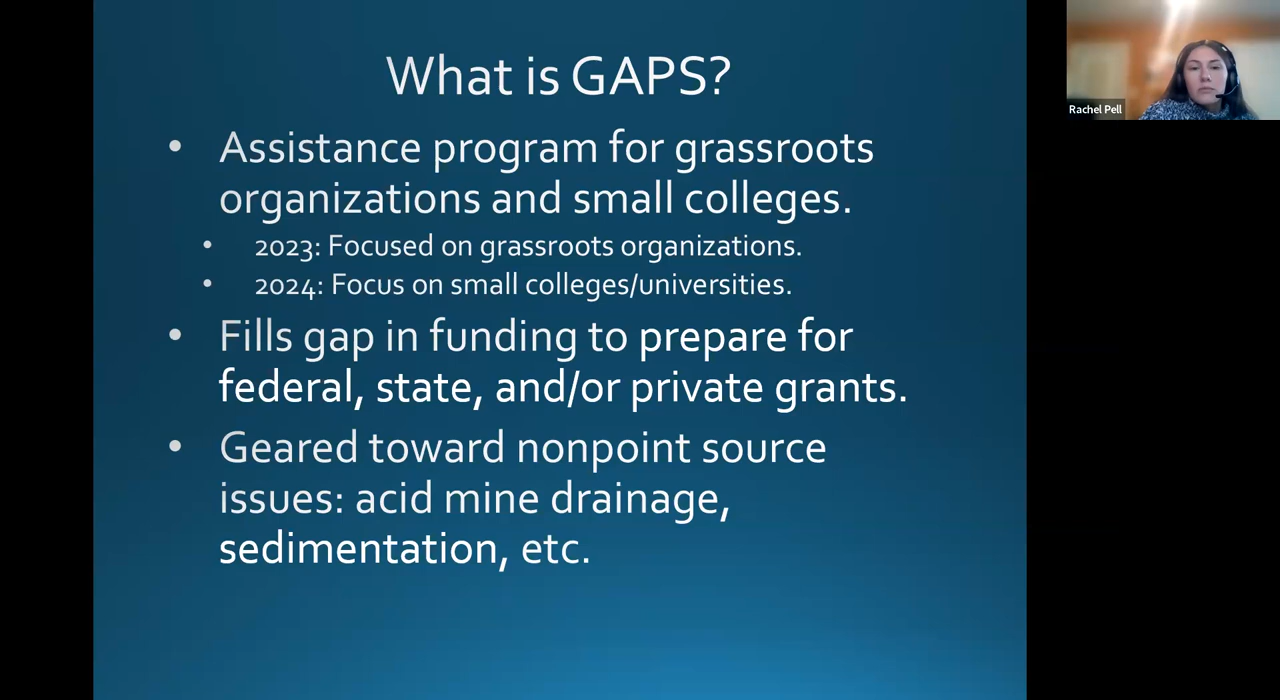 What is GAPS?
• Assistance program for grassroots
organizations and small colleges.
• 2023: Focused on grassroots organizations.
• 2024: Focus on small colleges/universities.
• Fills gap in funding to prepare for
federal, state, and/or private grants.
• Geared toward nonpoint source
issues: acid mine drainage,
sedimentation, etc.
Rachel Pell